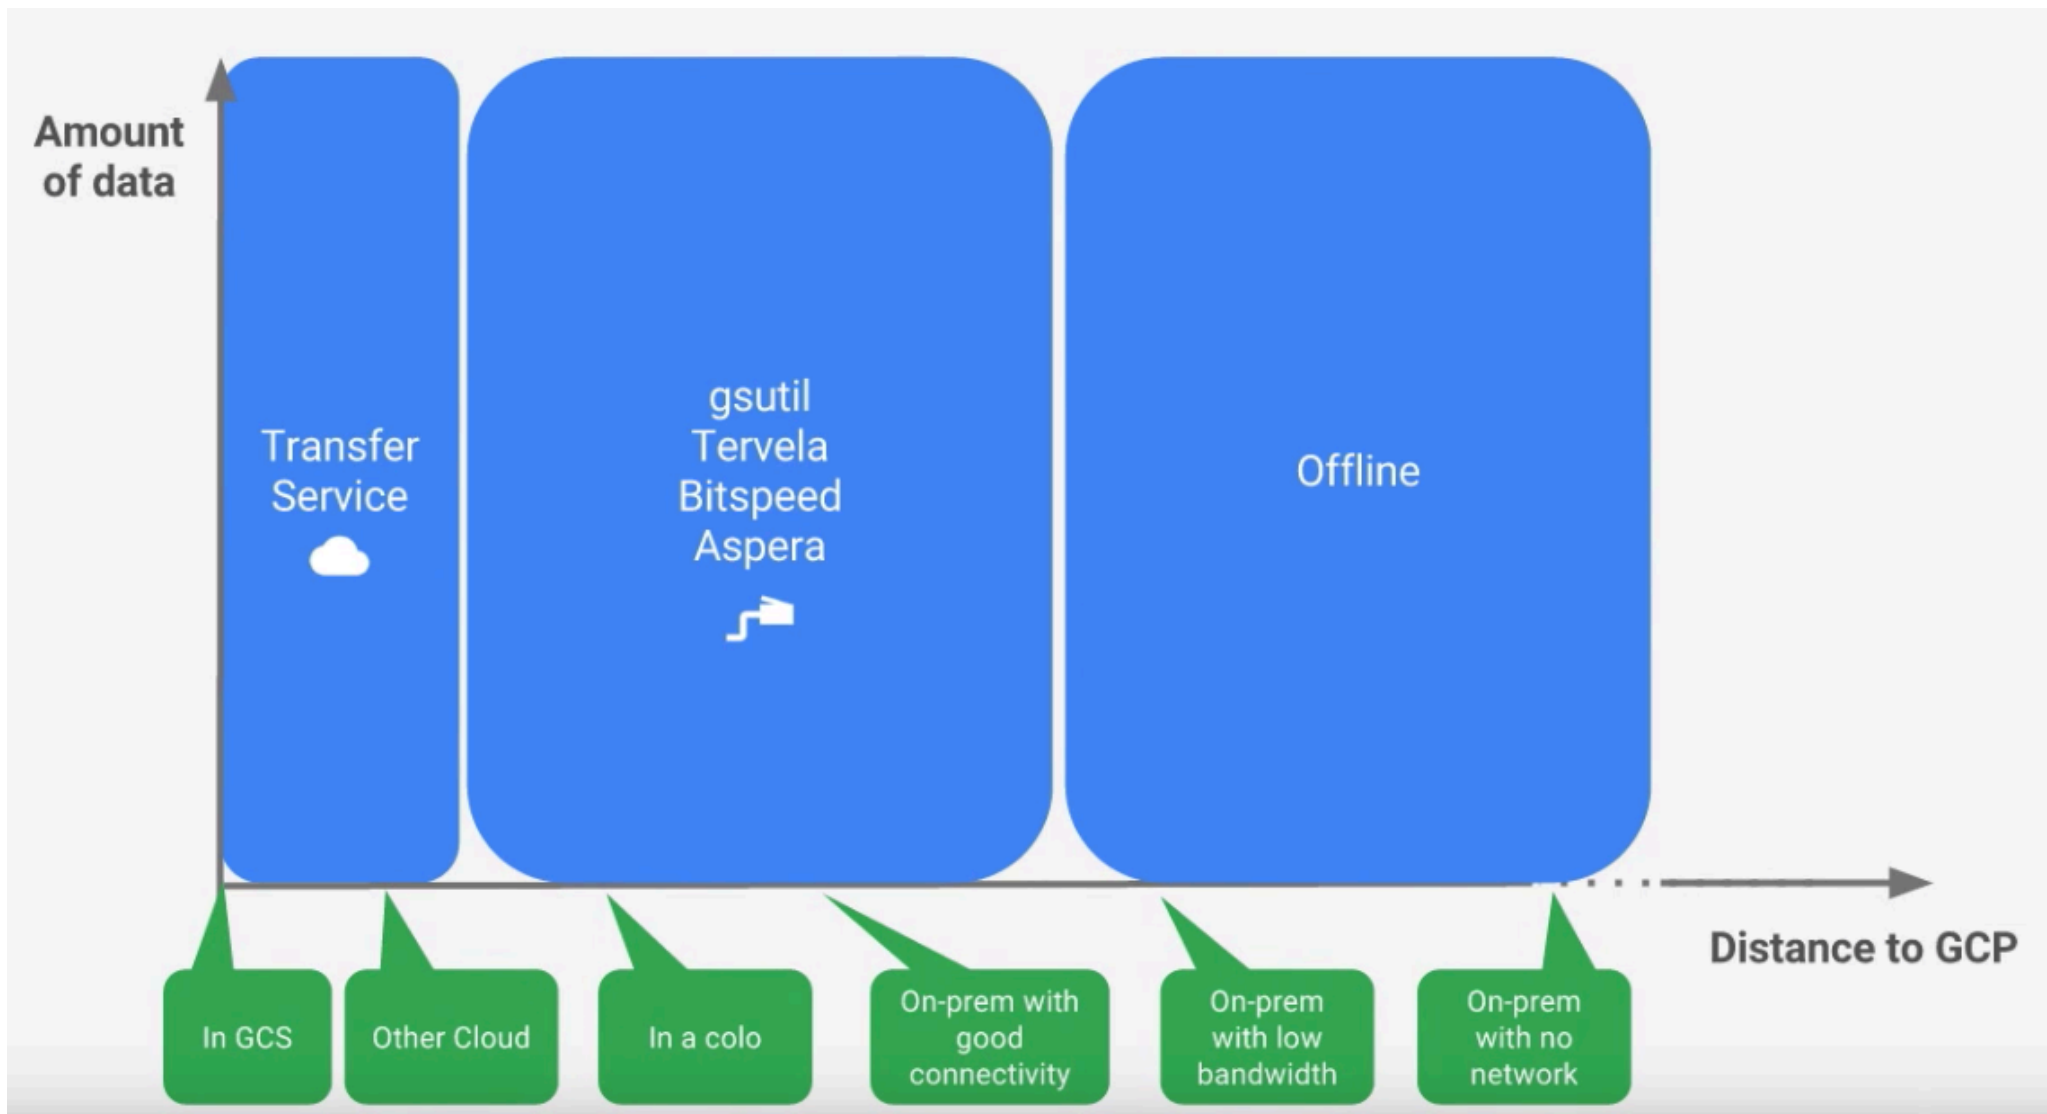 Amount
of data
Transfer
Service
gsutil
Tervela
Bitspeed
Aspera
Offline
Distance to GCP
In GCS
Other Cloud
In a colo
On-prem with
good
connectivity
On-prem
with low
bandwidth
On-prem
with no
network